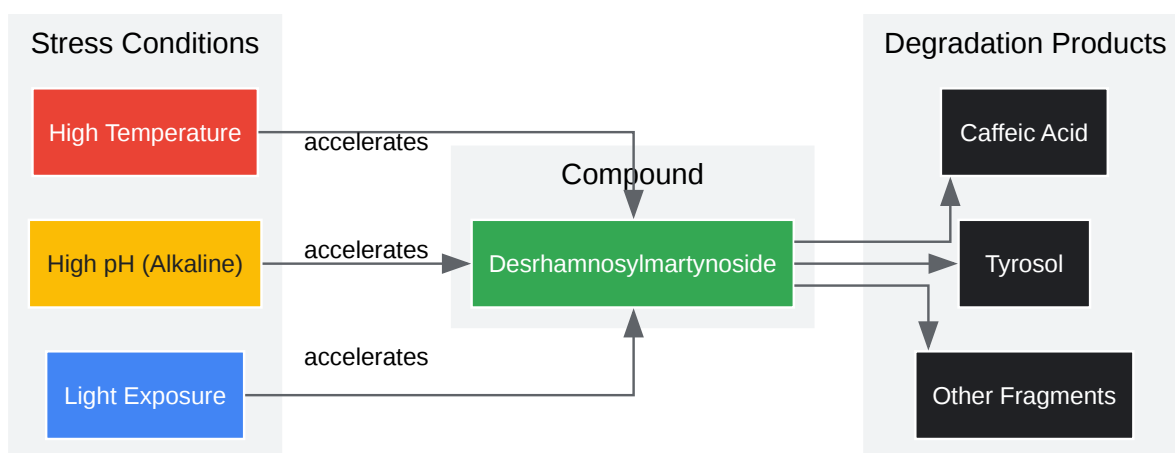 Stress Conditions
High Temperature
High pH (Alkaline)
Light Exposure
accelerates
accelerates
accelerates
Compound
Desrhamnosylmartynoside
Degradation Products
Caffeic Acid
Tyrosol
Other Fragments